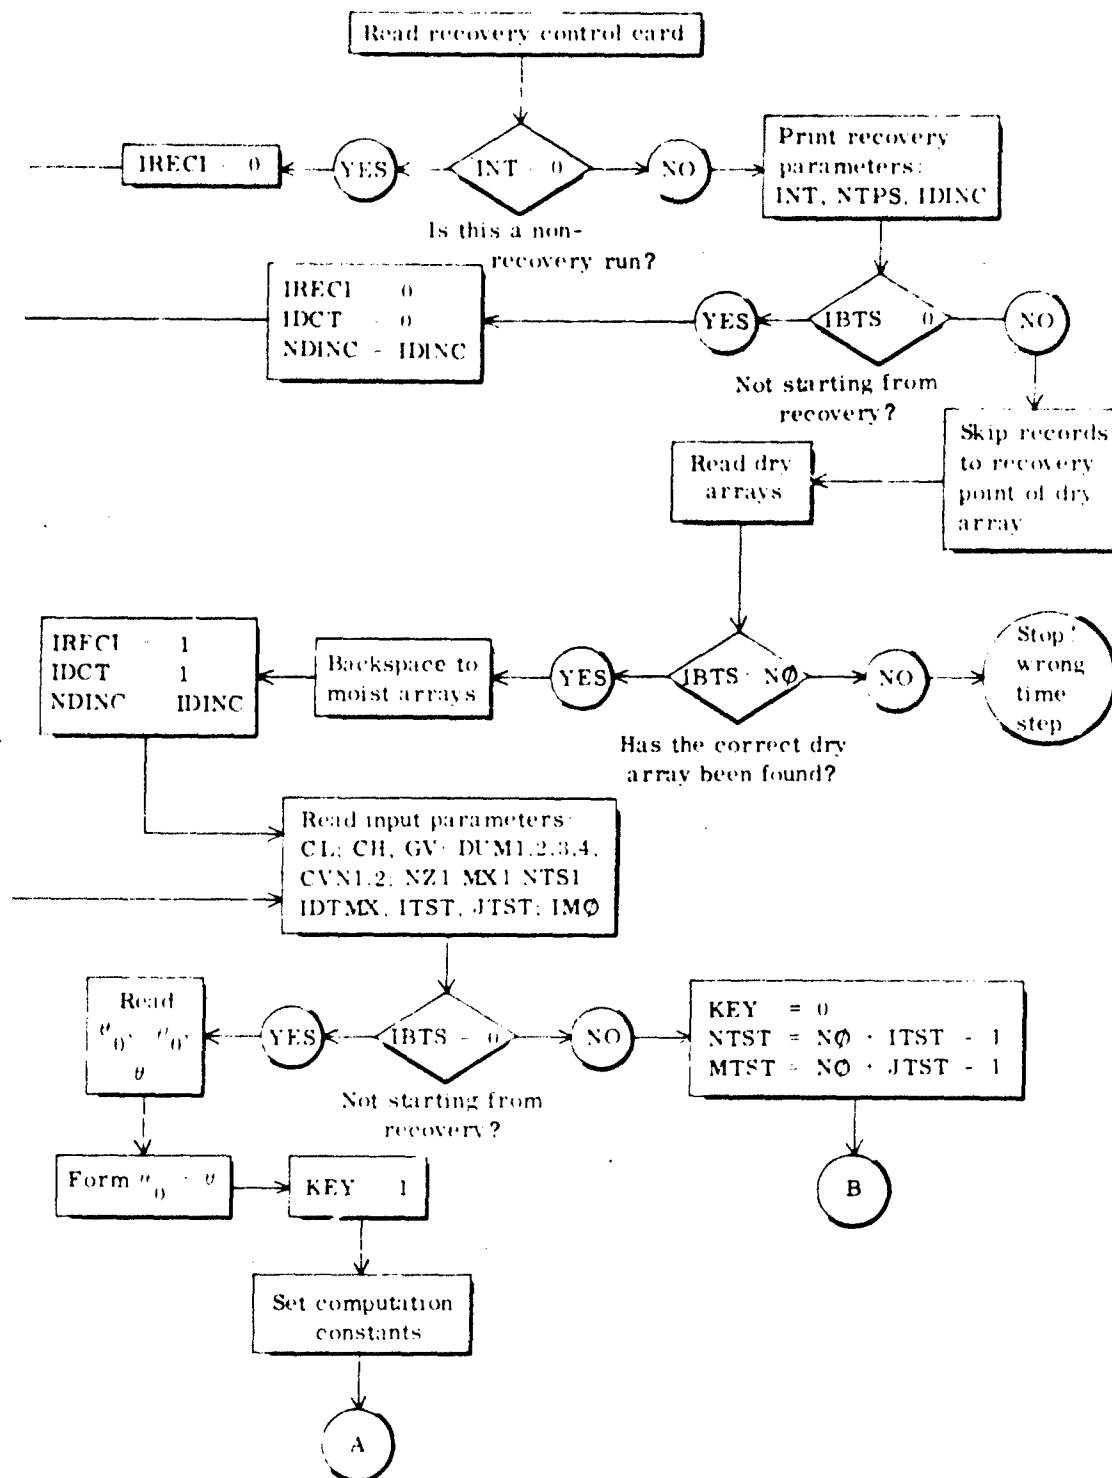 Read recovery control card
IRECI - 0
YES
INT - 0
NO
Print recovery
parameters:
INT, NTPS, IDINC
Is this a non-
recovery run?
IRECI 0
IDCT - 0
NDINC - IDINC
YES
IBTS 0
NO
Not starting from
recovery?
Skip records
to recovery
point of dry
array
Read dry
arrays
IRECI - 1
IDCT 1
NDINC IDINC
Backspace to
moist arrays
YES
IBTS · NØ
NO
Stop!
wrong
time
step
Has the correct dry
array been found?
Read input parameters:
CL; CH, GV; DUM1,2,3,4,
CVN1,2; NZ1 MX1 NTS1
IDTMX, ITST, JTST; IMØ
Read
θ
YES
IBTS - 0
NO
KEY = 0
NTST = NØ + ITST - 1
MTST = NØ + JTST - 1
Not starting from
recovery?
Form
KEY 1
B
Set computation
constants
A